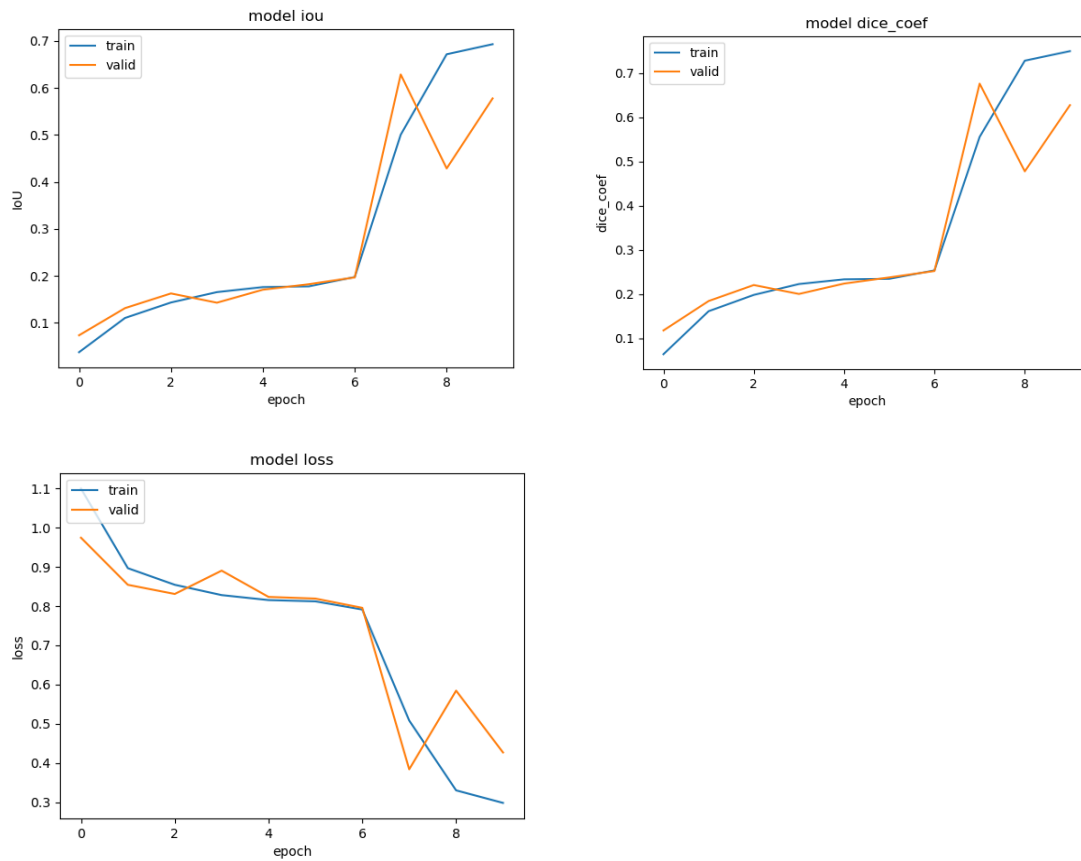 model iou
train
valid
IoU
0.7
0.6
0.5
0.4
0.3
0.2
0.1
0 2 4 6 8
epoch
model dice_coef
train
valid
dice_coef
0.7
0.6
0.5
0.4
0.3
0.2
0.1
0 2 4 6 8
epoch
model loss
train
valid
loss
1.1
1.0
0.9
0.8
0.7
0.6
0.5
0.4
0.3
0 2 4 6 8
epoch